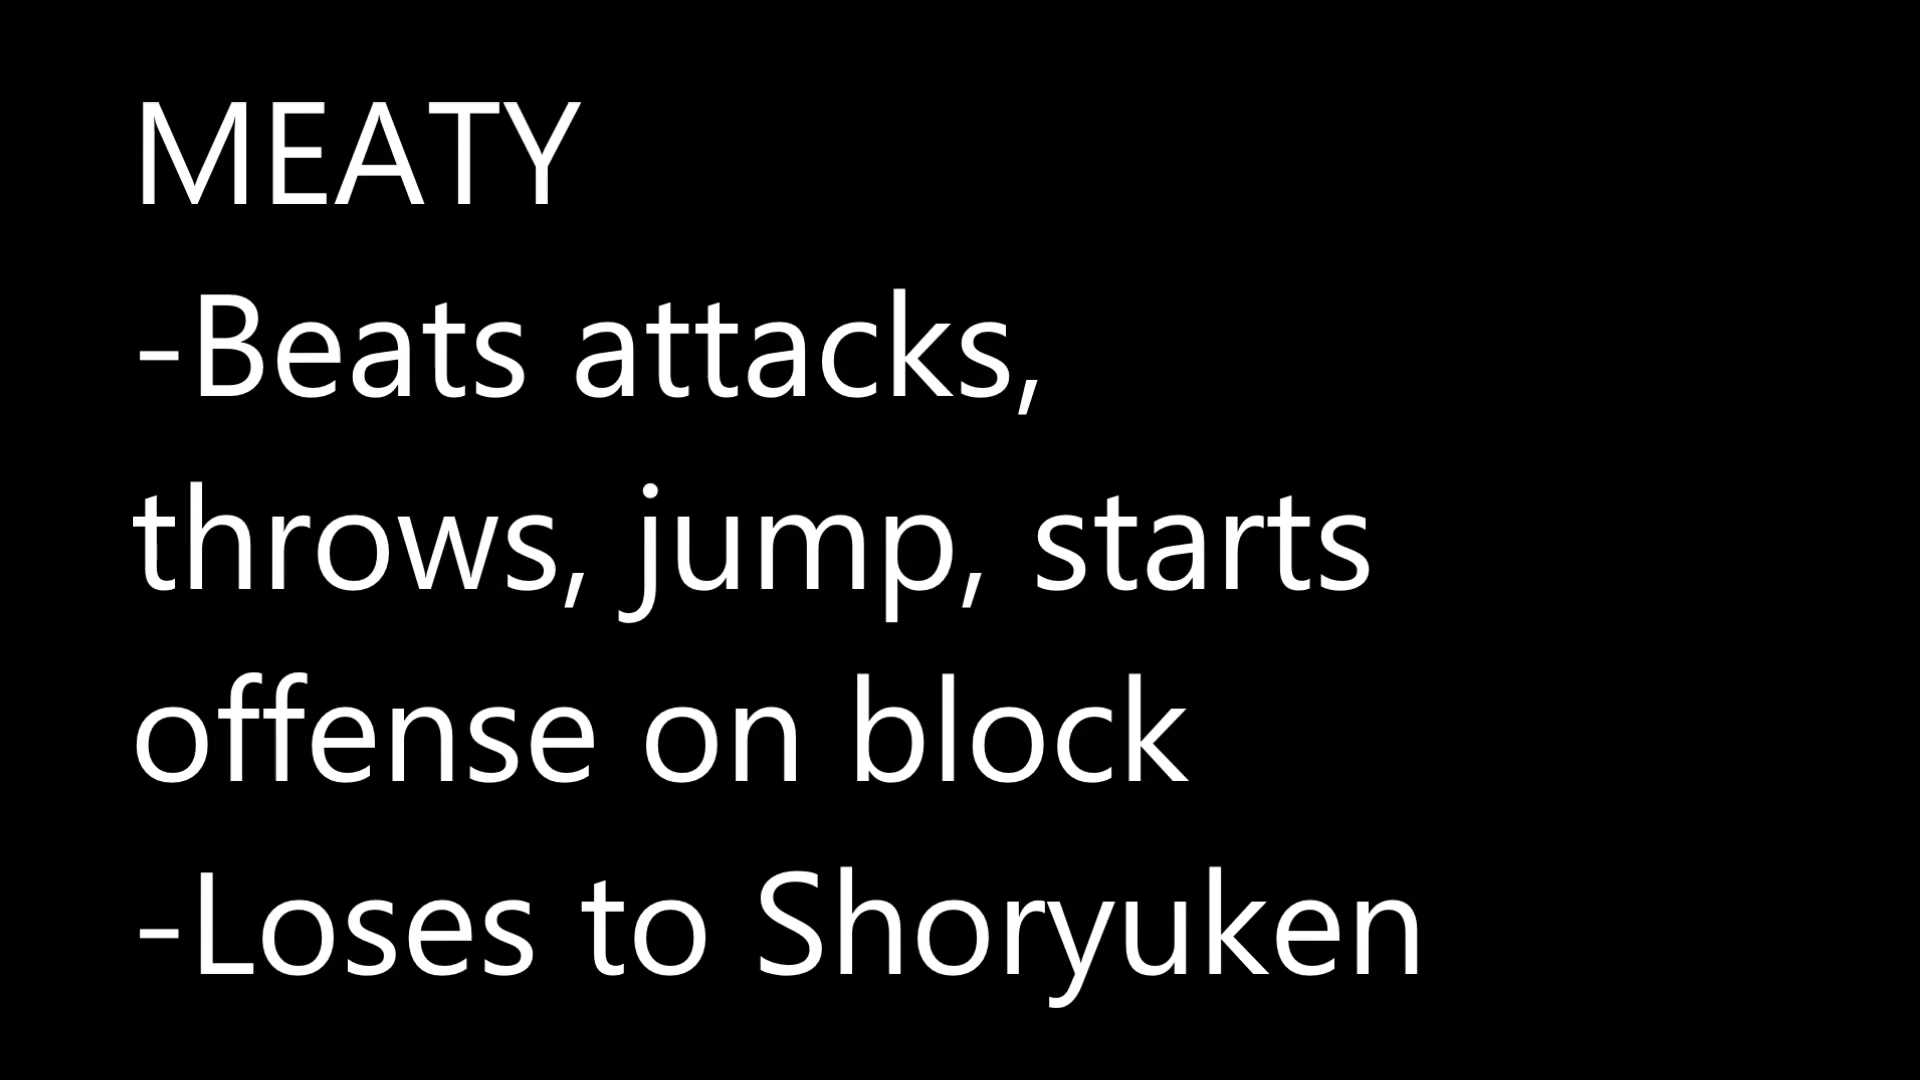 MEATY
-Beats attacks,
throws, jump, starts
offense on block
-Loses to Shoryuken